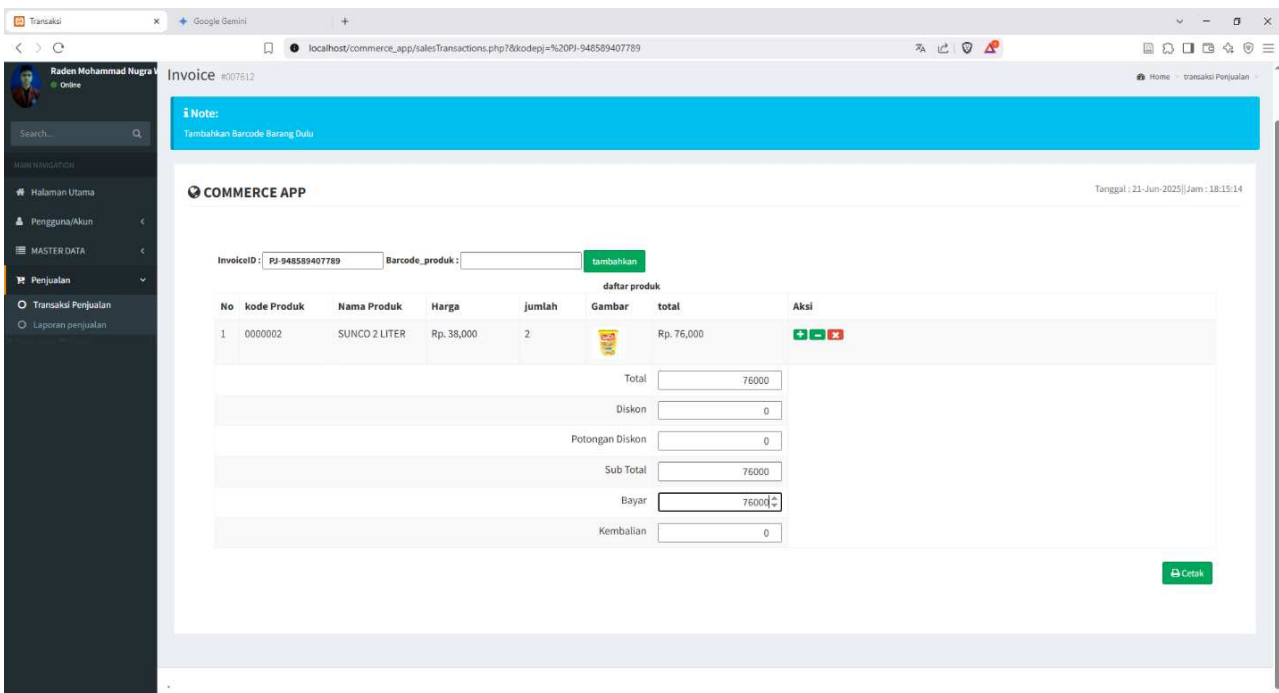 Transaksi
Google Gemini
localhost/commerce_app/salesTransactions.php?&kodepj=%20PJ-948589407789
Raden Mohammad Nugra
Online
Invoice #007612
Home > transaksi Penjualan >
Search...
Note:
Tambahkan Barcode Barang Dulu
MAIN NAVIGATION
Halaman Utama
Pengguna/Akun
MASTER DATA
Penjualan
Transaksi Penjualan
Laporan penjualan
COMMERCE APP
Tanggal : 21-Jun-2025||Jam : 18:15:14
InvoiceID : PJ-948589407789 Barcode_produk : tambahkan
daftar produk
No kode Produk Nama Produk Harga jumlah Gambar total Aksi
1 0000002 SUNCO 2 LITER Rp. 38,000 2 Rp. 76,000
Total 76000
Diskon 0
Potongan Diskon 0
Sub Total 76000
Bayar 76000
Kembalian 0
Cetak